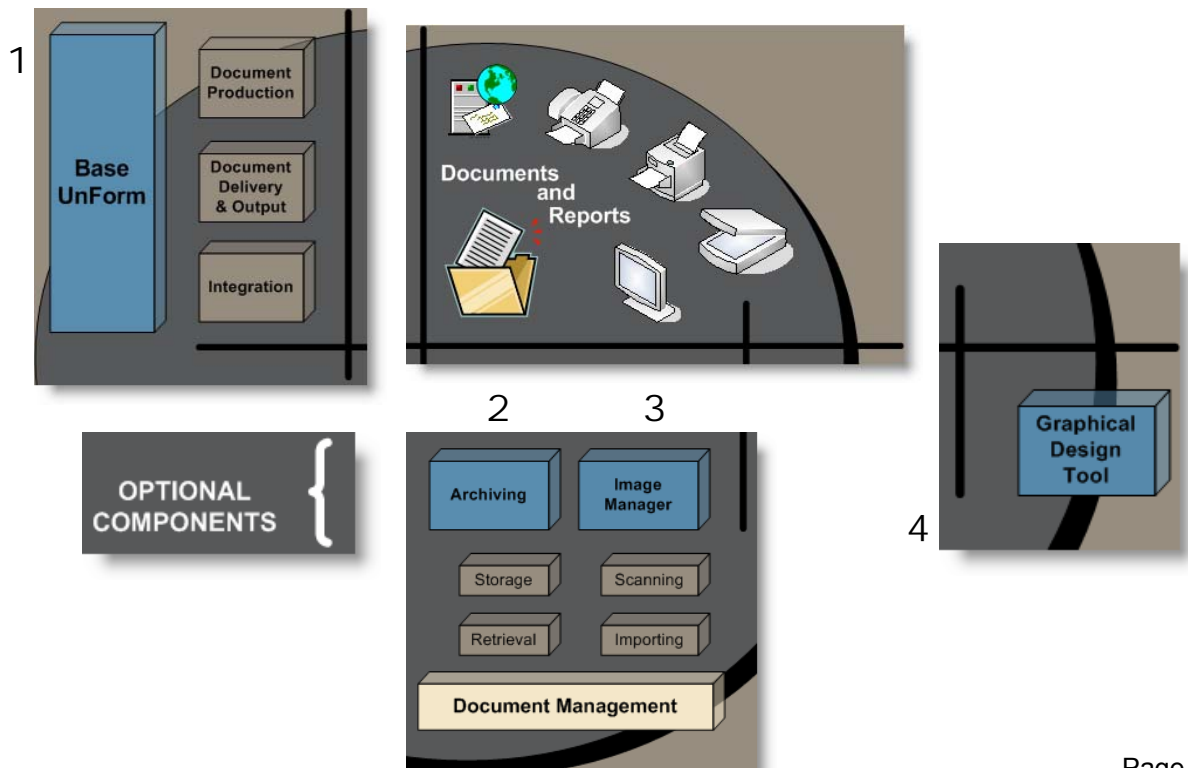 1
Base
UnForm
Document
Production
Document
Delivery
& Output
Integration
Documents
and
Reports
OPTIONAL
COMPONENTS
2
3
Archiving
Image
Manager
Storage
Scanning
Retrieval
Importing
Document Management
4
Graphical
Design
Tool
Page